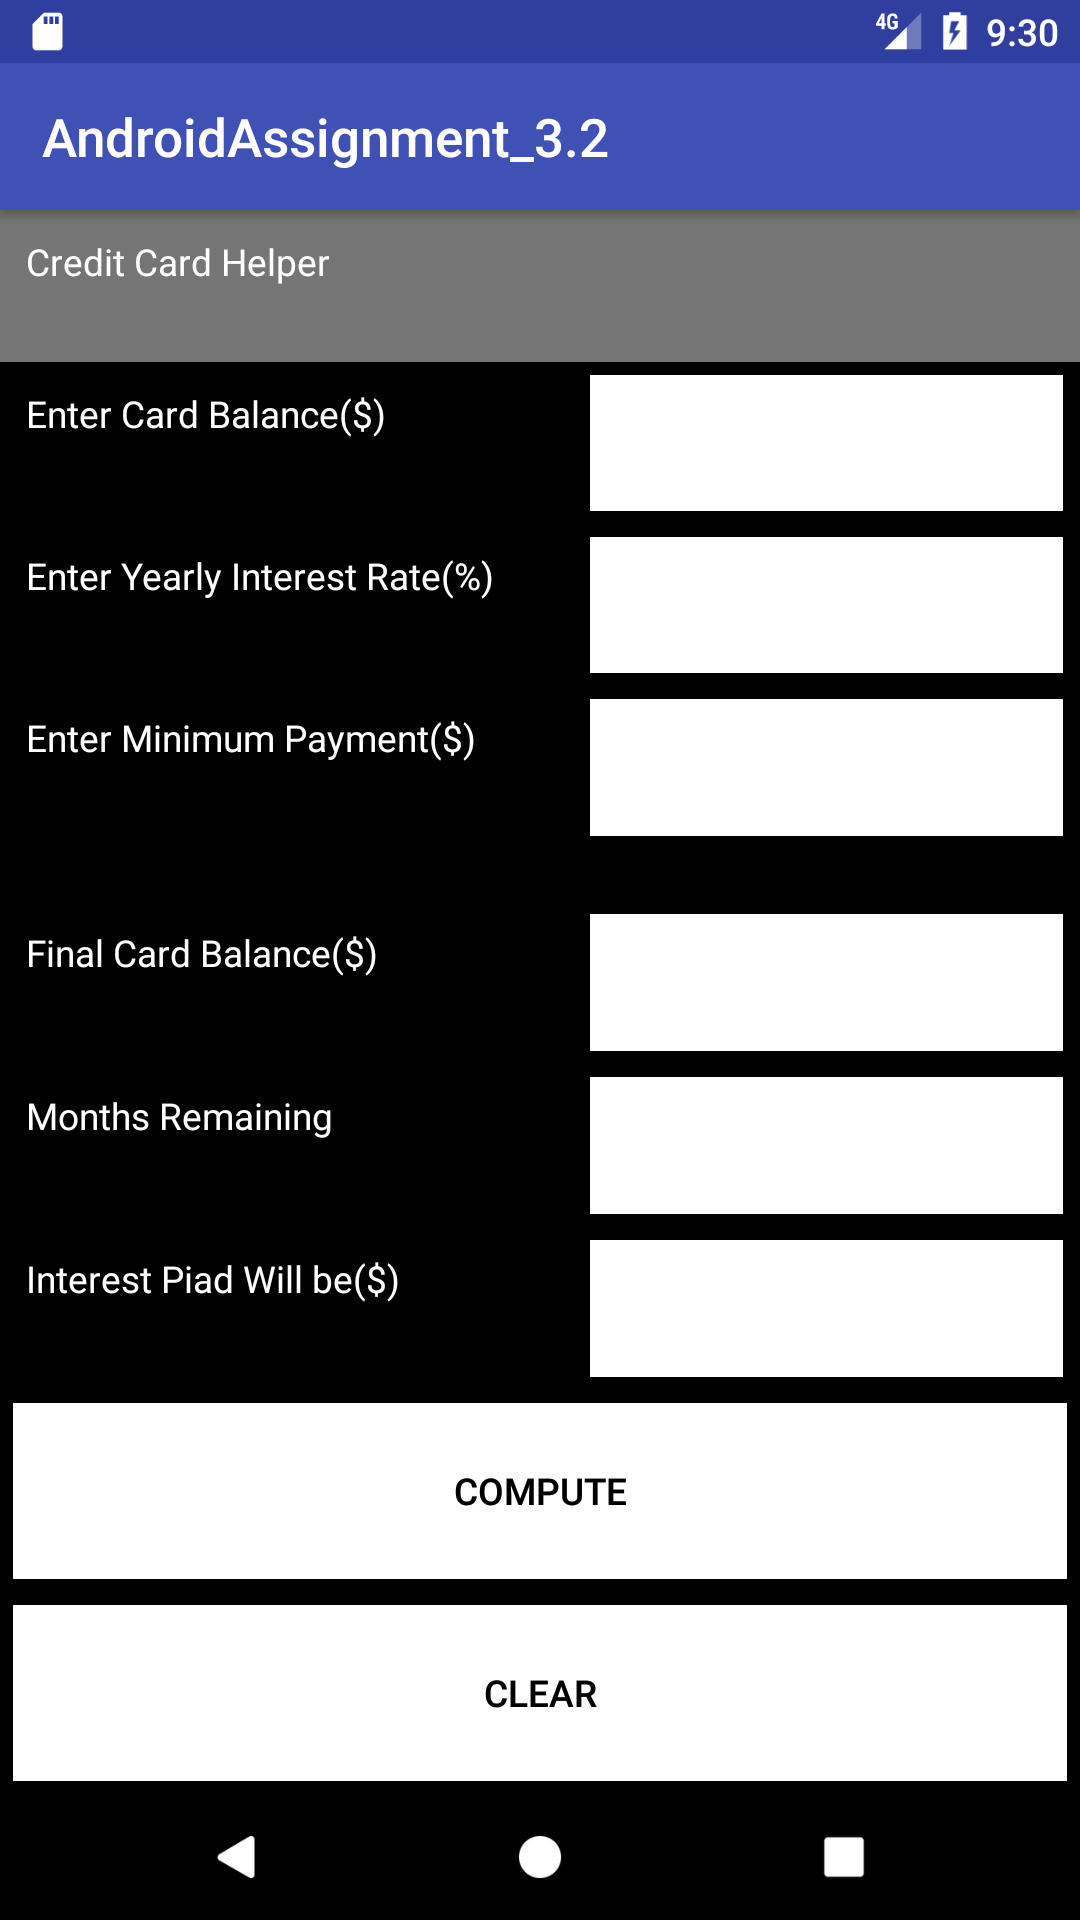 4G 9:30
AndroidAssignment_3.2
Credit Card Helper
Enter Card Balance($)
Enter Yearly Interest Rate(%)
Enter Minimum Payment($)
Final Card Balance($)
Months Remaining
Interest Piad Will be($)
COMPUTE
CLEAR